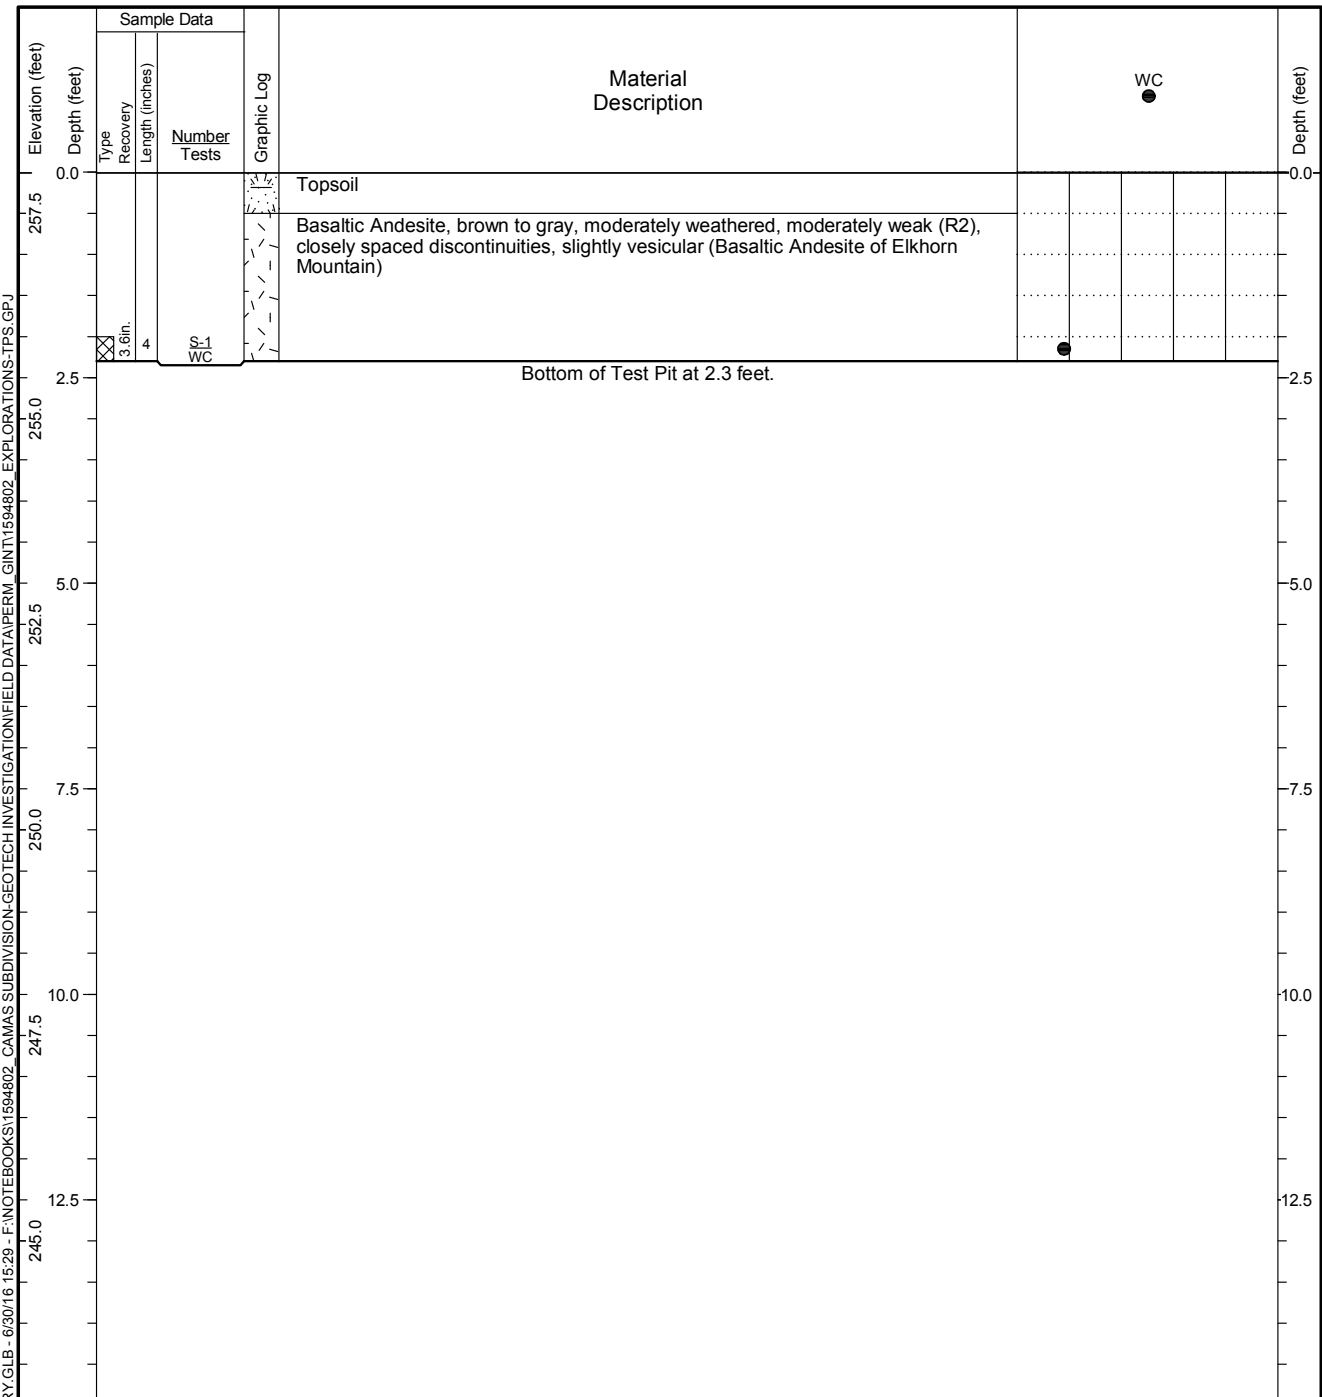 Sample Data
Elevation (feet)
Depth (feet)
Type
Recovery
Length (inches)
Number
Tests
Graphic Log
Material
Description
WC
Depth (feet)
0.0
0.0
Topsoil
257.5
Basaltic Andesite, brown to gray, moderately weathered, moderately weak (R2),
closely spaced discontinuities, slightly vesicular (Basaltic Andesite of Elkhorn
Mountain)
3.6in.
4
S-1
WC
Bottom of Test Pit at 2.3 feet.
2.5
2.5
255.0
5.0
5.0
252.5
7.5
7.5
250.0
10.0
10.0
247.5
12.5
12.5
245.0
RY.GLB - 6/30/16 15:29 - F:\NOTEBOOKS\1594802_CAMAS SUBDIVISION-GEOTECH INVESTIGATION\FIELD DATA\PERM_GINT\1594802_EXPLORATIONS-TPS.GPJ